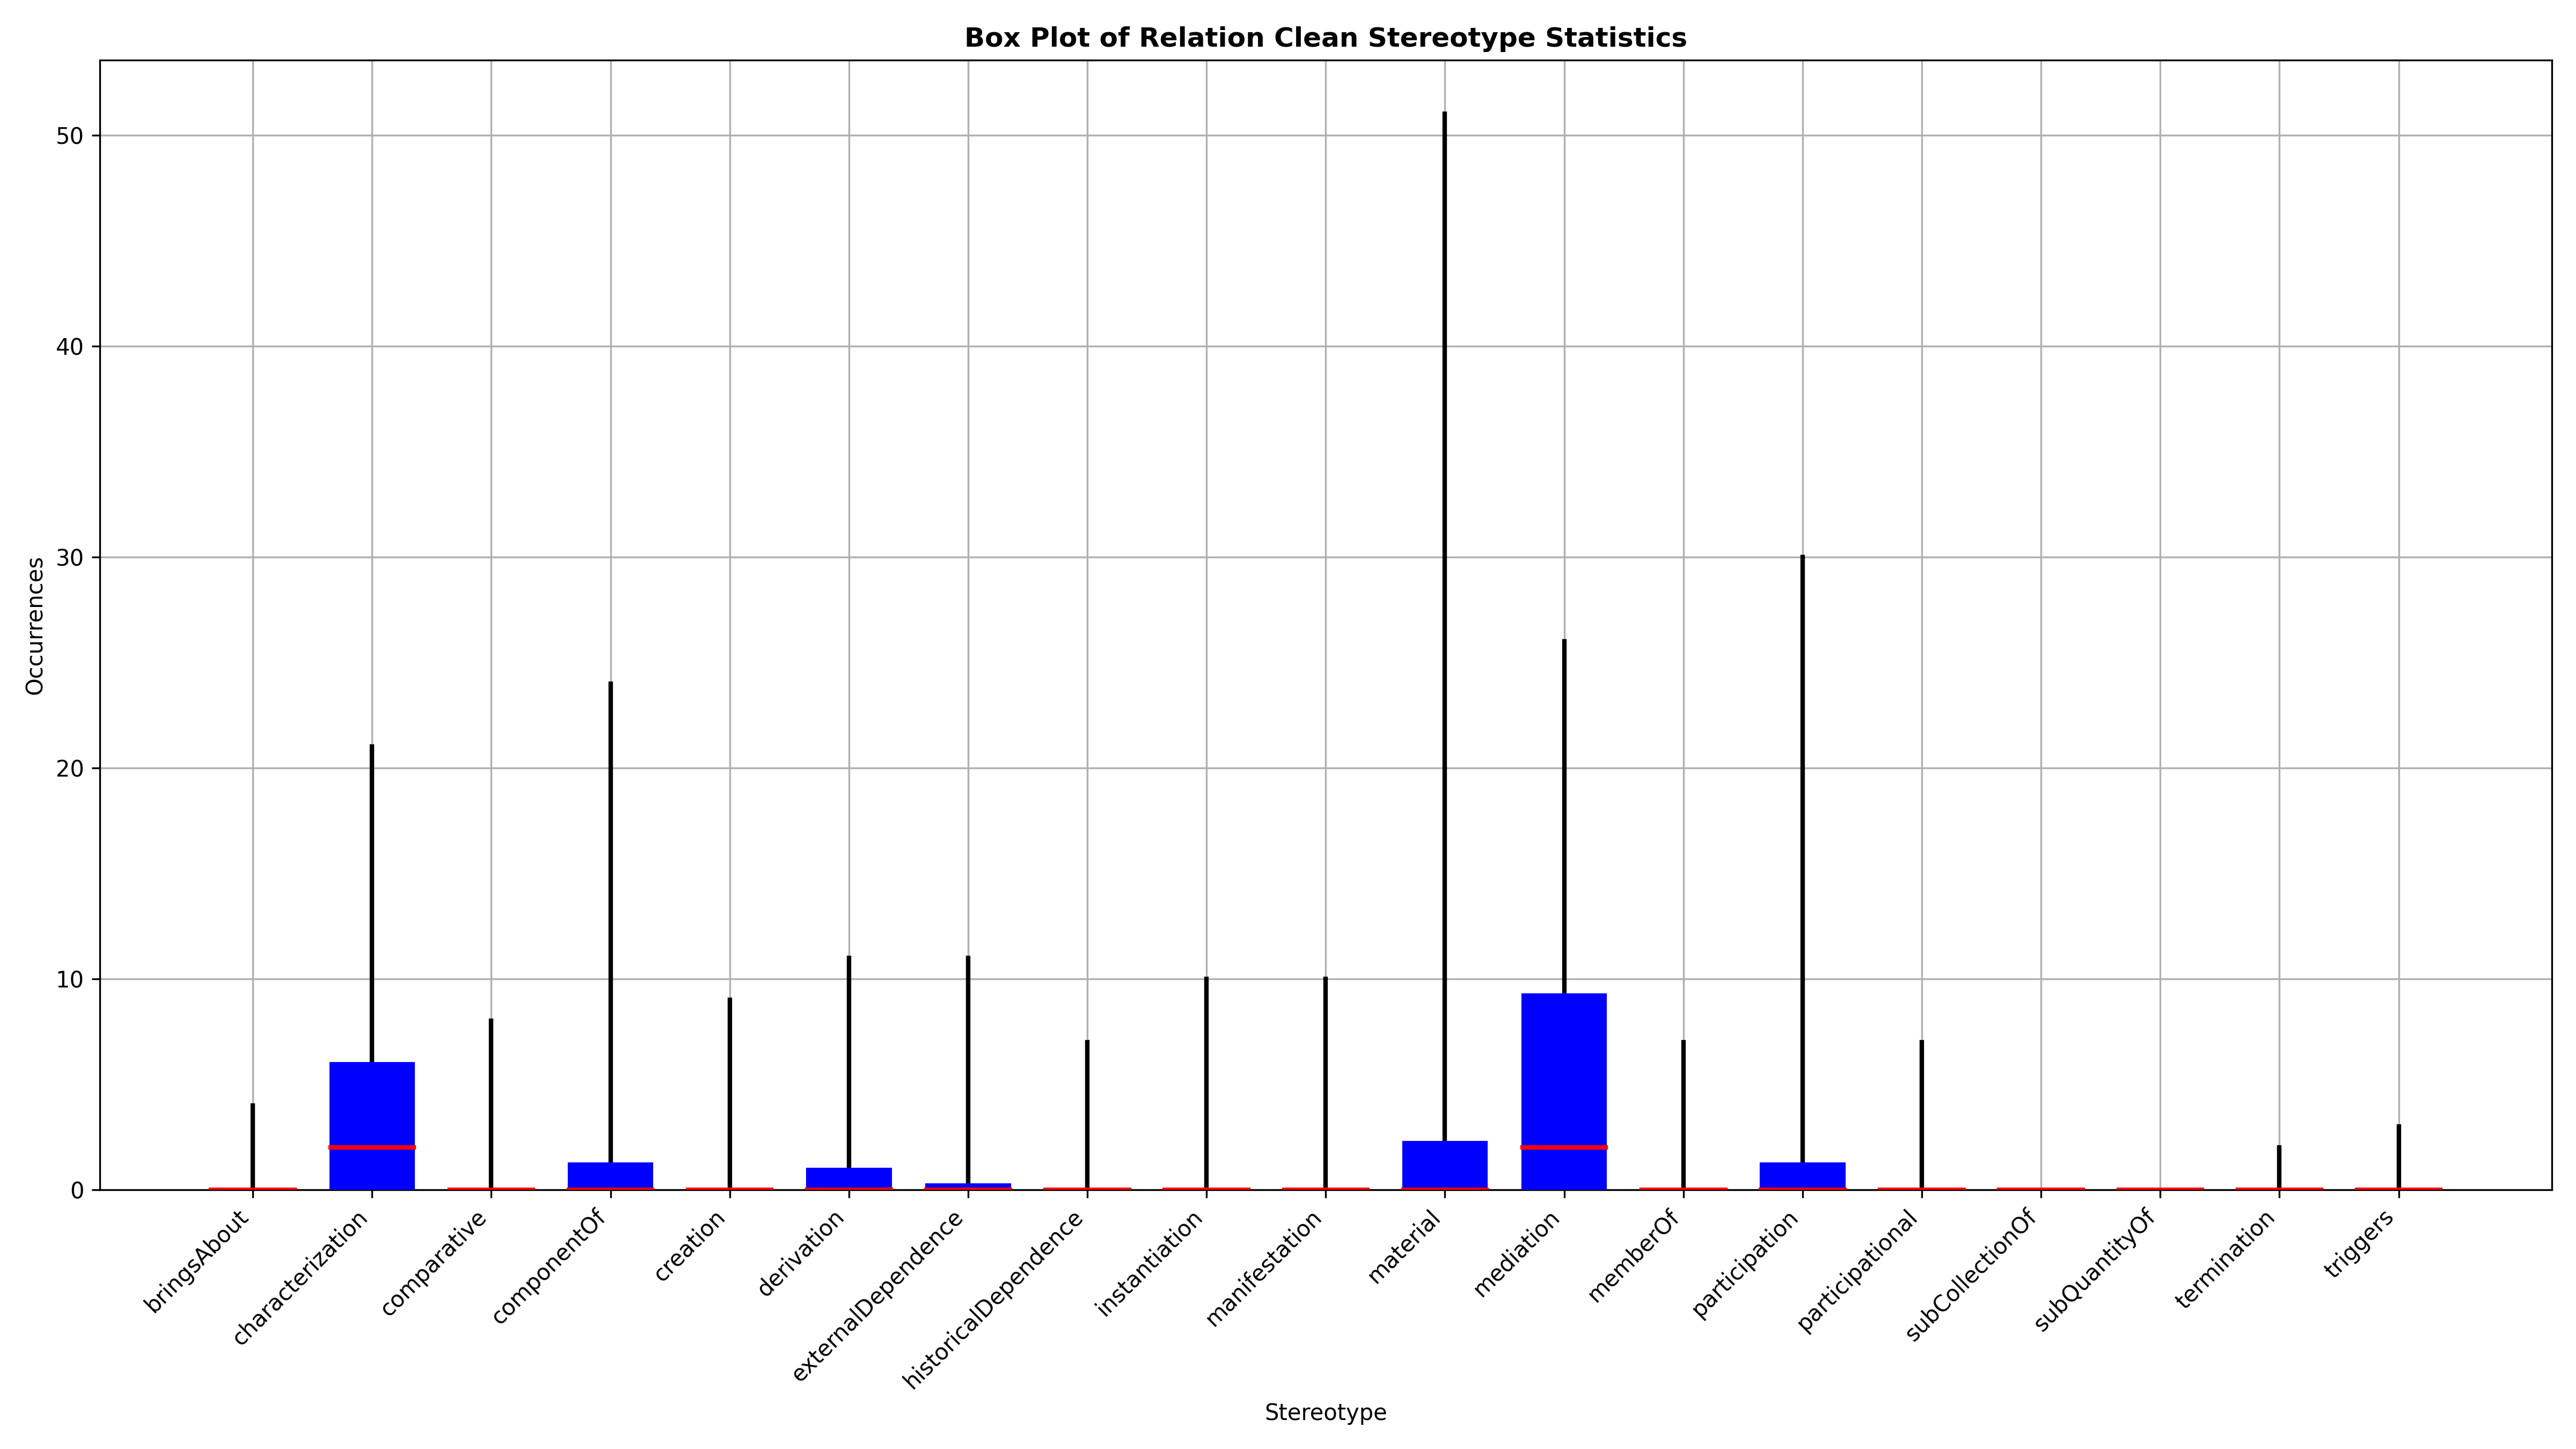 Box Plot of Relation Clean Stereotype Statistics
50
40
30
20
10
0
Occurrences
bringsAbout
characterization
comparative
componentOf
creation
derivation
externalDependence
historicalDependence
instantiation
manifestation
material
mediation
memberOf
participation
participational
subCollectionOf
subQuantityOf
termination
triggers
Stereotype